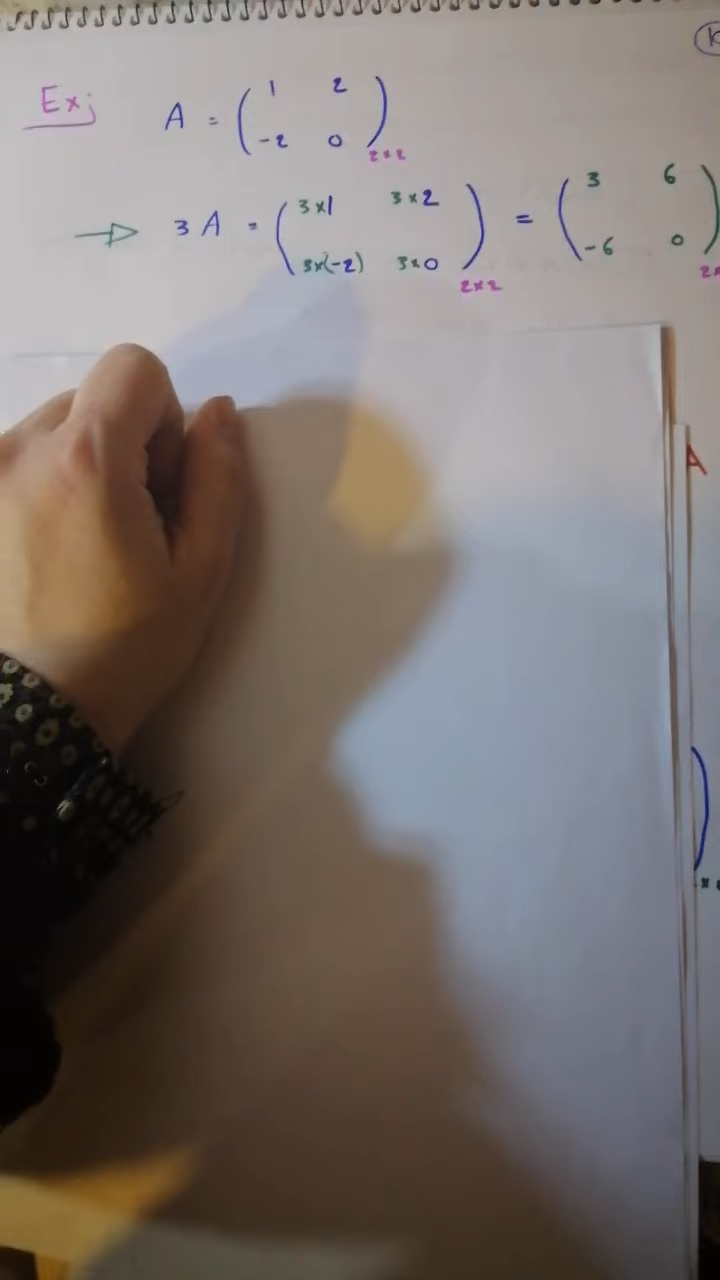 Ex;
A = ( 1 2
-2 0 ) 2×2
→ 3A = ( 3×1 3×2
3×(-2) 3×0 ) 2×2 = ( 3 6
-6 0 )
A